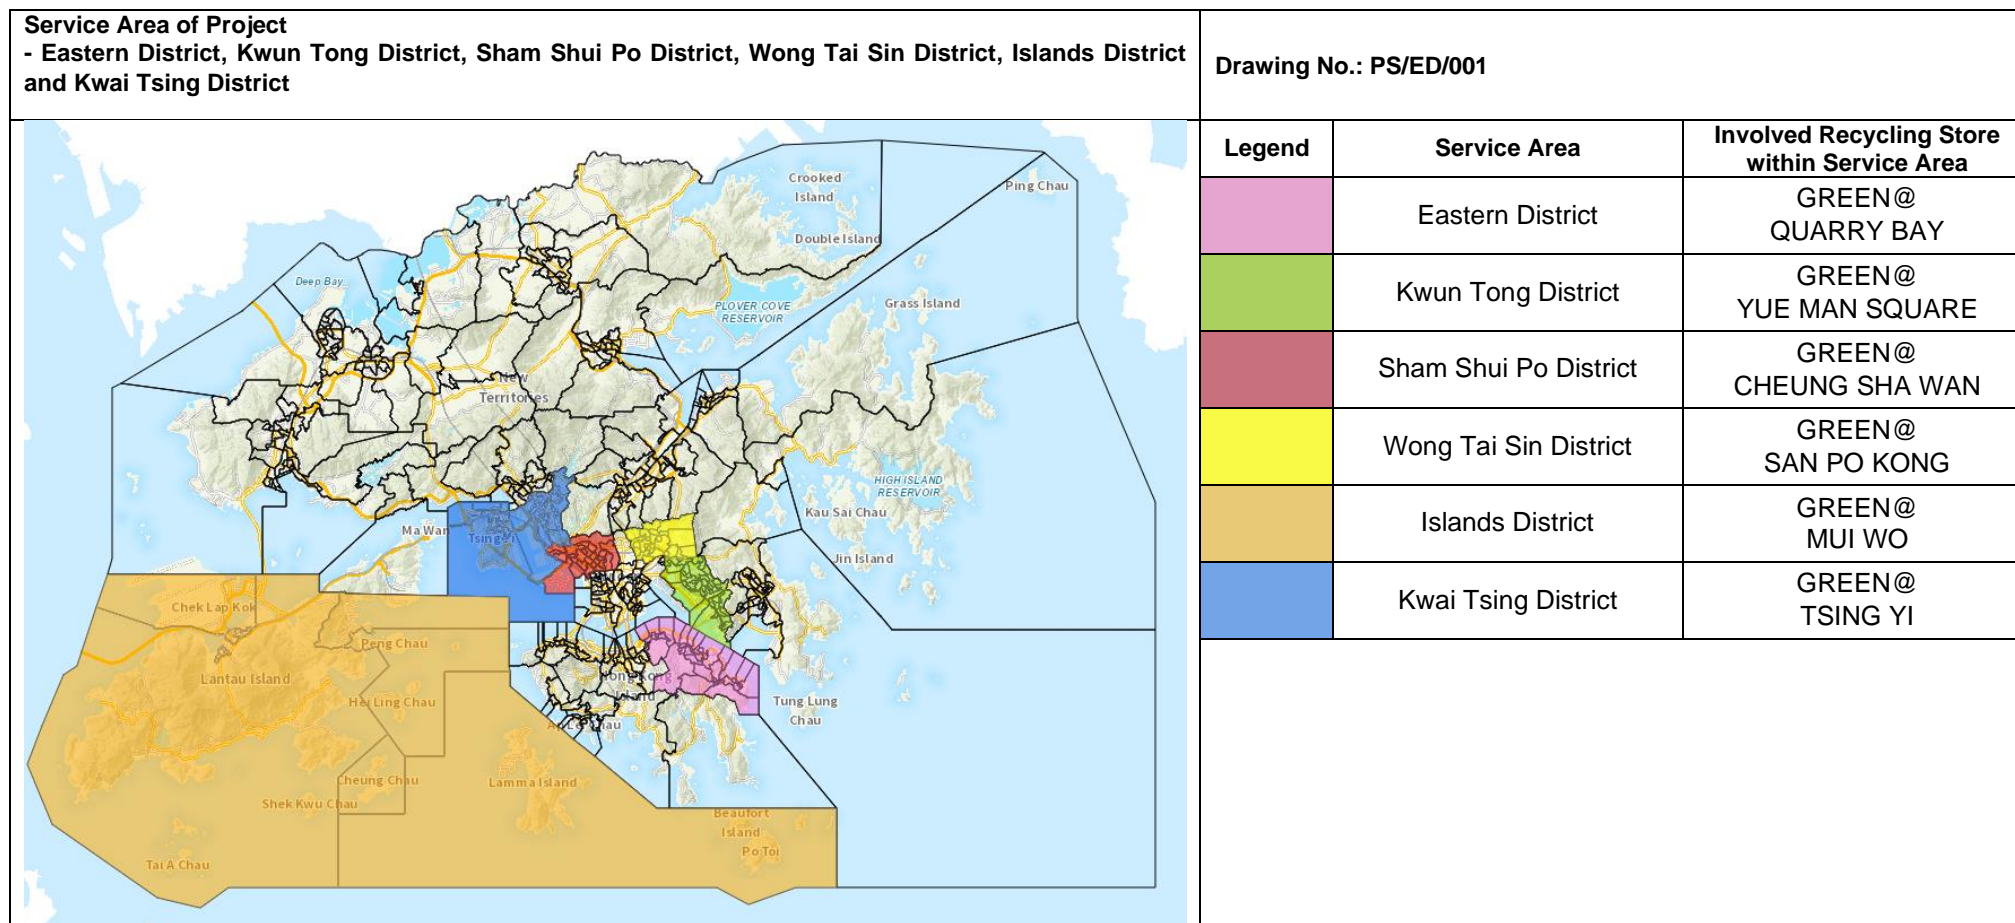 Service Area of Project
- Eastern District, Kwun Tong District, Sham Shui Po District, Wong Tai Sin District, Islands District
and Kwai Tsing District
Drawing No.: PS/ED/001
Legend
Service Area
Involved Recycling Store
within Service Area
Eastern District
GREEN@
QUARRY BAY
Kwun Tong District
GREEN@
YUE MAN SQUARE
Sham Shui Po District
GREEN@
CHEUNG SHA WAN
Wong Tai Sin District
GREEN@
SAN PO KONG
Islands District
GREEN@
MUI WO
Kwai Tsing District
GREEN@
TSING YI
Crooked
Island
Ping Chau
Double Island
Deep Bay
PLOVER COVE
RESERVOIR
Grass Island
New
Territories
HIGH ISLAND
RESERVOIR
Kau Sai Chau
Ma Wan
Tsing Yi
Jin Island
Chek Lap Kok
Peng Chau
Lantau Island
Hong Kong
Island
Hei Ling Chau
Tung Lung
Chau
Ap Lei Chau
Cheung Chau
Lamma Island
Shek Kwu Chau
Beaufort
Island
Po Toi
Tai A Chau